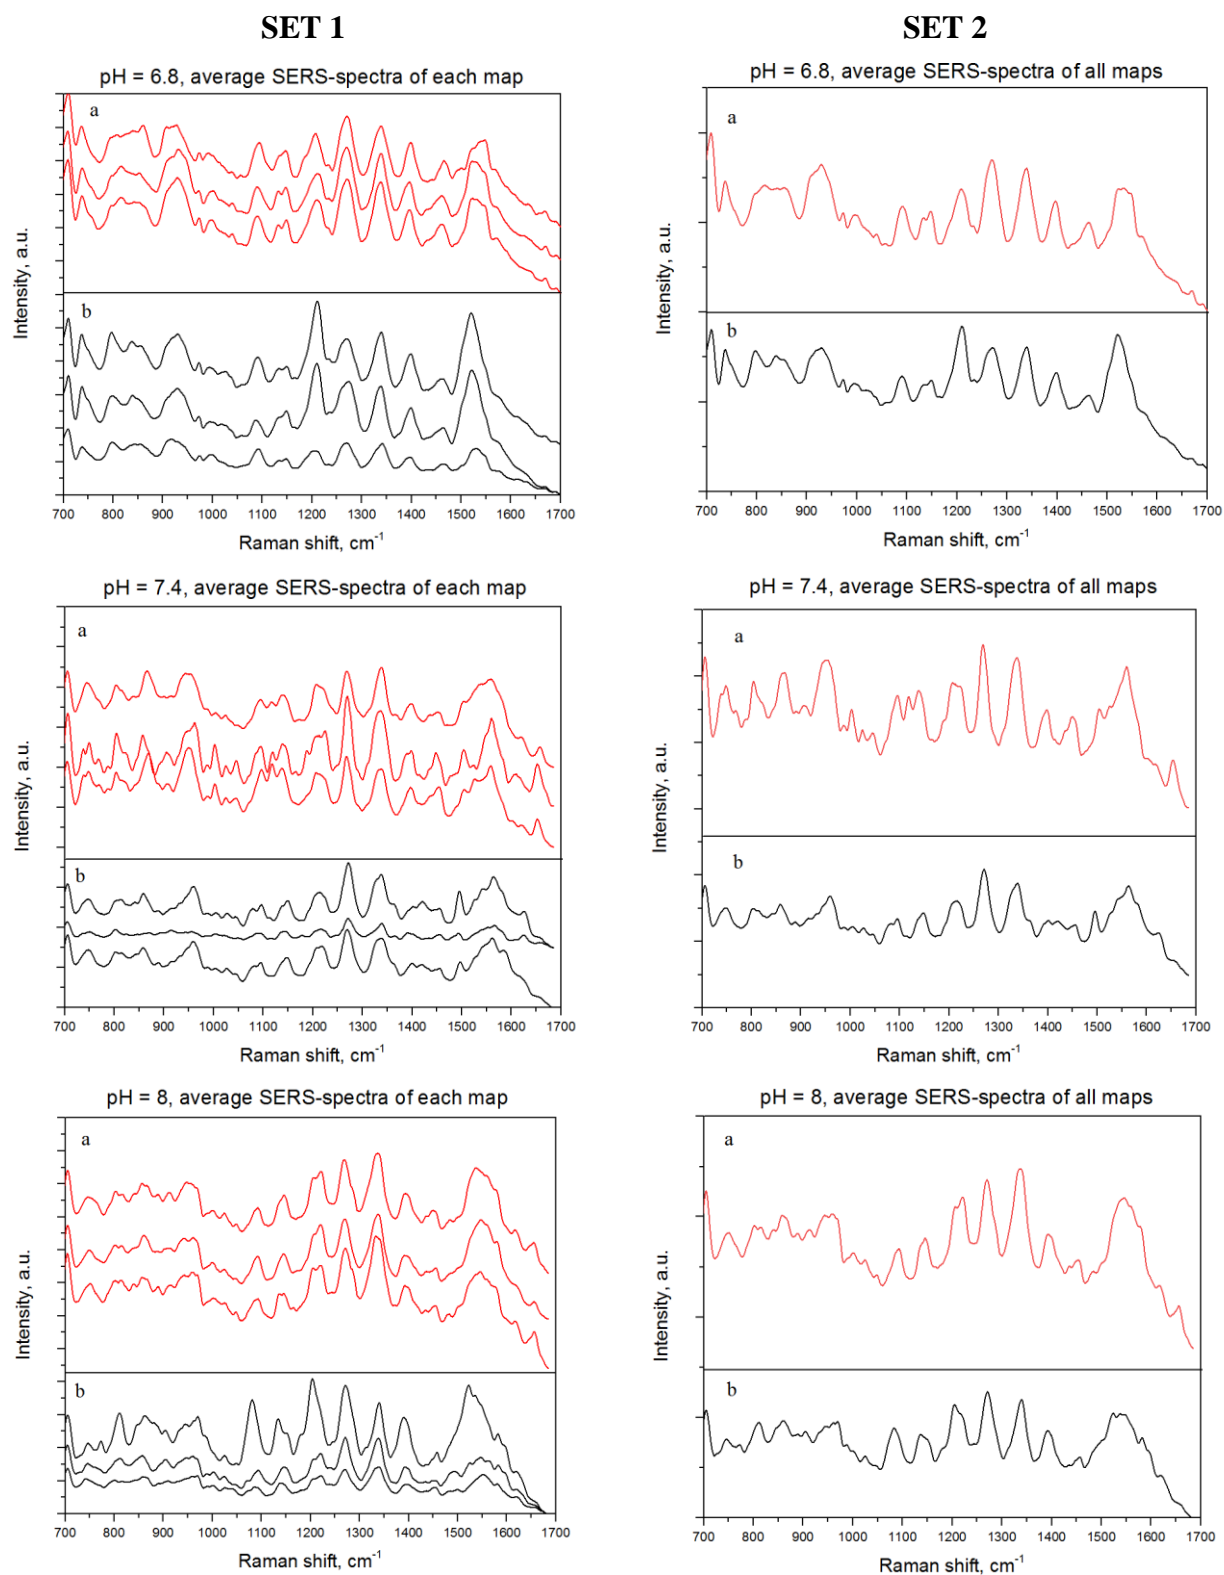 SET 1
SET 2
pH = 6.8, average SERS-spectra of each map
a
b
Intensity, a.u.
700 800 900 1000 1100 1200 1300 1400 1500 1600 1700
Raman shift, cm⁻¹
pH = 6.8, average SERS-spectra of all maps
a
b
Intensity, a.u.
700 800 900 1000 1100 1200 1300 1400 1500 1600 1700
Raman shift, cm⁻¹
pH = 7.4, average SERS-spectra of each map
a
b
Intensity, a.u.
700 800 900 1000 1100 1200 1300 1400 1500 1600 1700
Raman shift, cm⁻¹
pH = 7.4, average SERS-spectra of all maps
a
b
Intensity, a.u.
700 800 900 1000 1100 1200 1300 1400 1500 1600 1700
Raman shift, cm⁻¹
pH = 8, average SERS-spectra of each map
a
b
Intensity, a.u.
700 800 900 1000 1100 1200 1300 1400 1500 1600 1700
Raman shift, cm⁻¹
pH = 8, average SERS-spectra of all maps
a
b
Intensity, a.u.
700 800 900 1000 1100 1200 1300 1400 1500 1600 1700
Raman shift, cm⁻¹